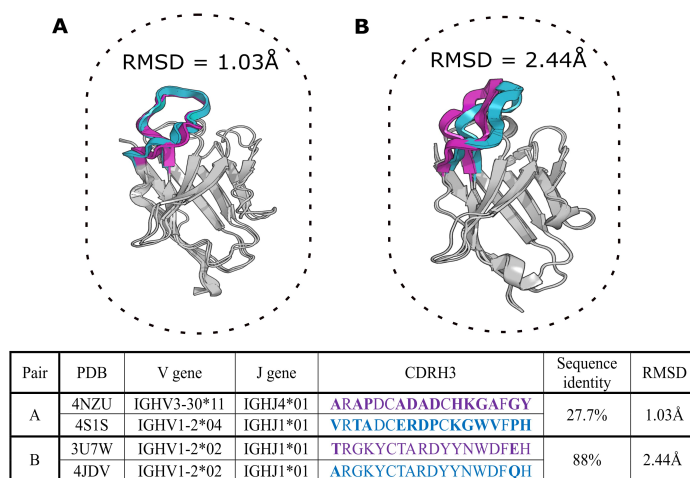 A
B
RMSD = 1.03Å
RMSD = 2.44Å
Pair PDB V gene J gene CDRH3 Sequence identity RMSD
A 4NZU IGHV3-30*11 IGHJ4*01 ARAPDCADADCHKGAFGY 27.7% 1.03Å
4S1S IGHV1-2*04 IGHJ1*01 VRTADCERDPCKGWVFPH
B 3U7W IGHV1-2*02 IGHJ1*01 TRGKYCTARDYYNWDFEH 88% 2.44Å
4JDV IGHV1-2*02 IGHJ1*01 ARGKYCTARDYYNWDFQH